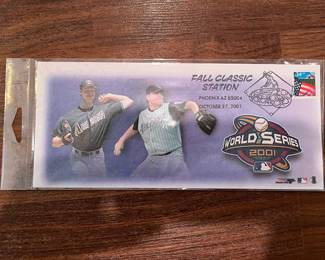 FALL CLASSIC
STATION
PHOENIX AZ 85004
OCTOBER 27, 2001
WORLD SERIES
2001